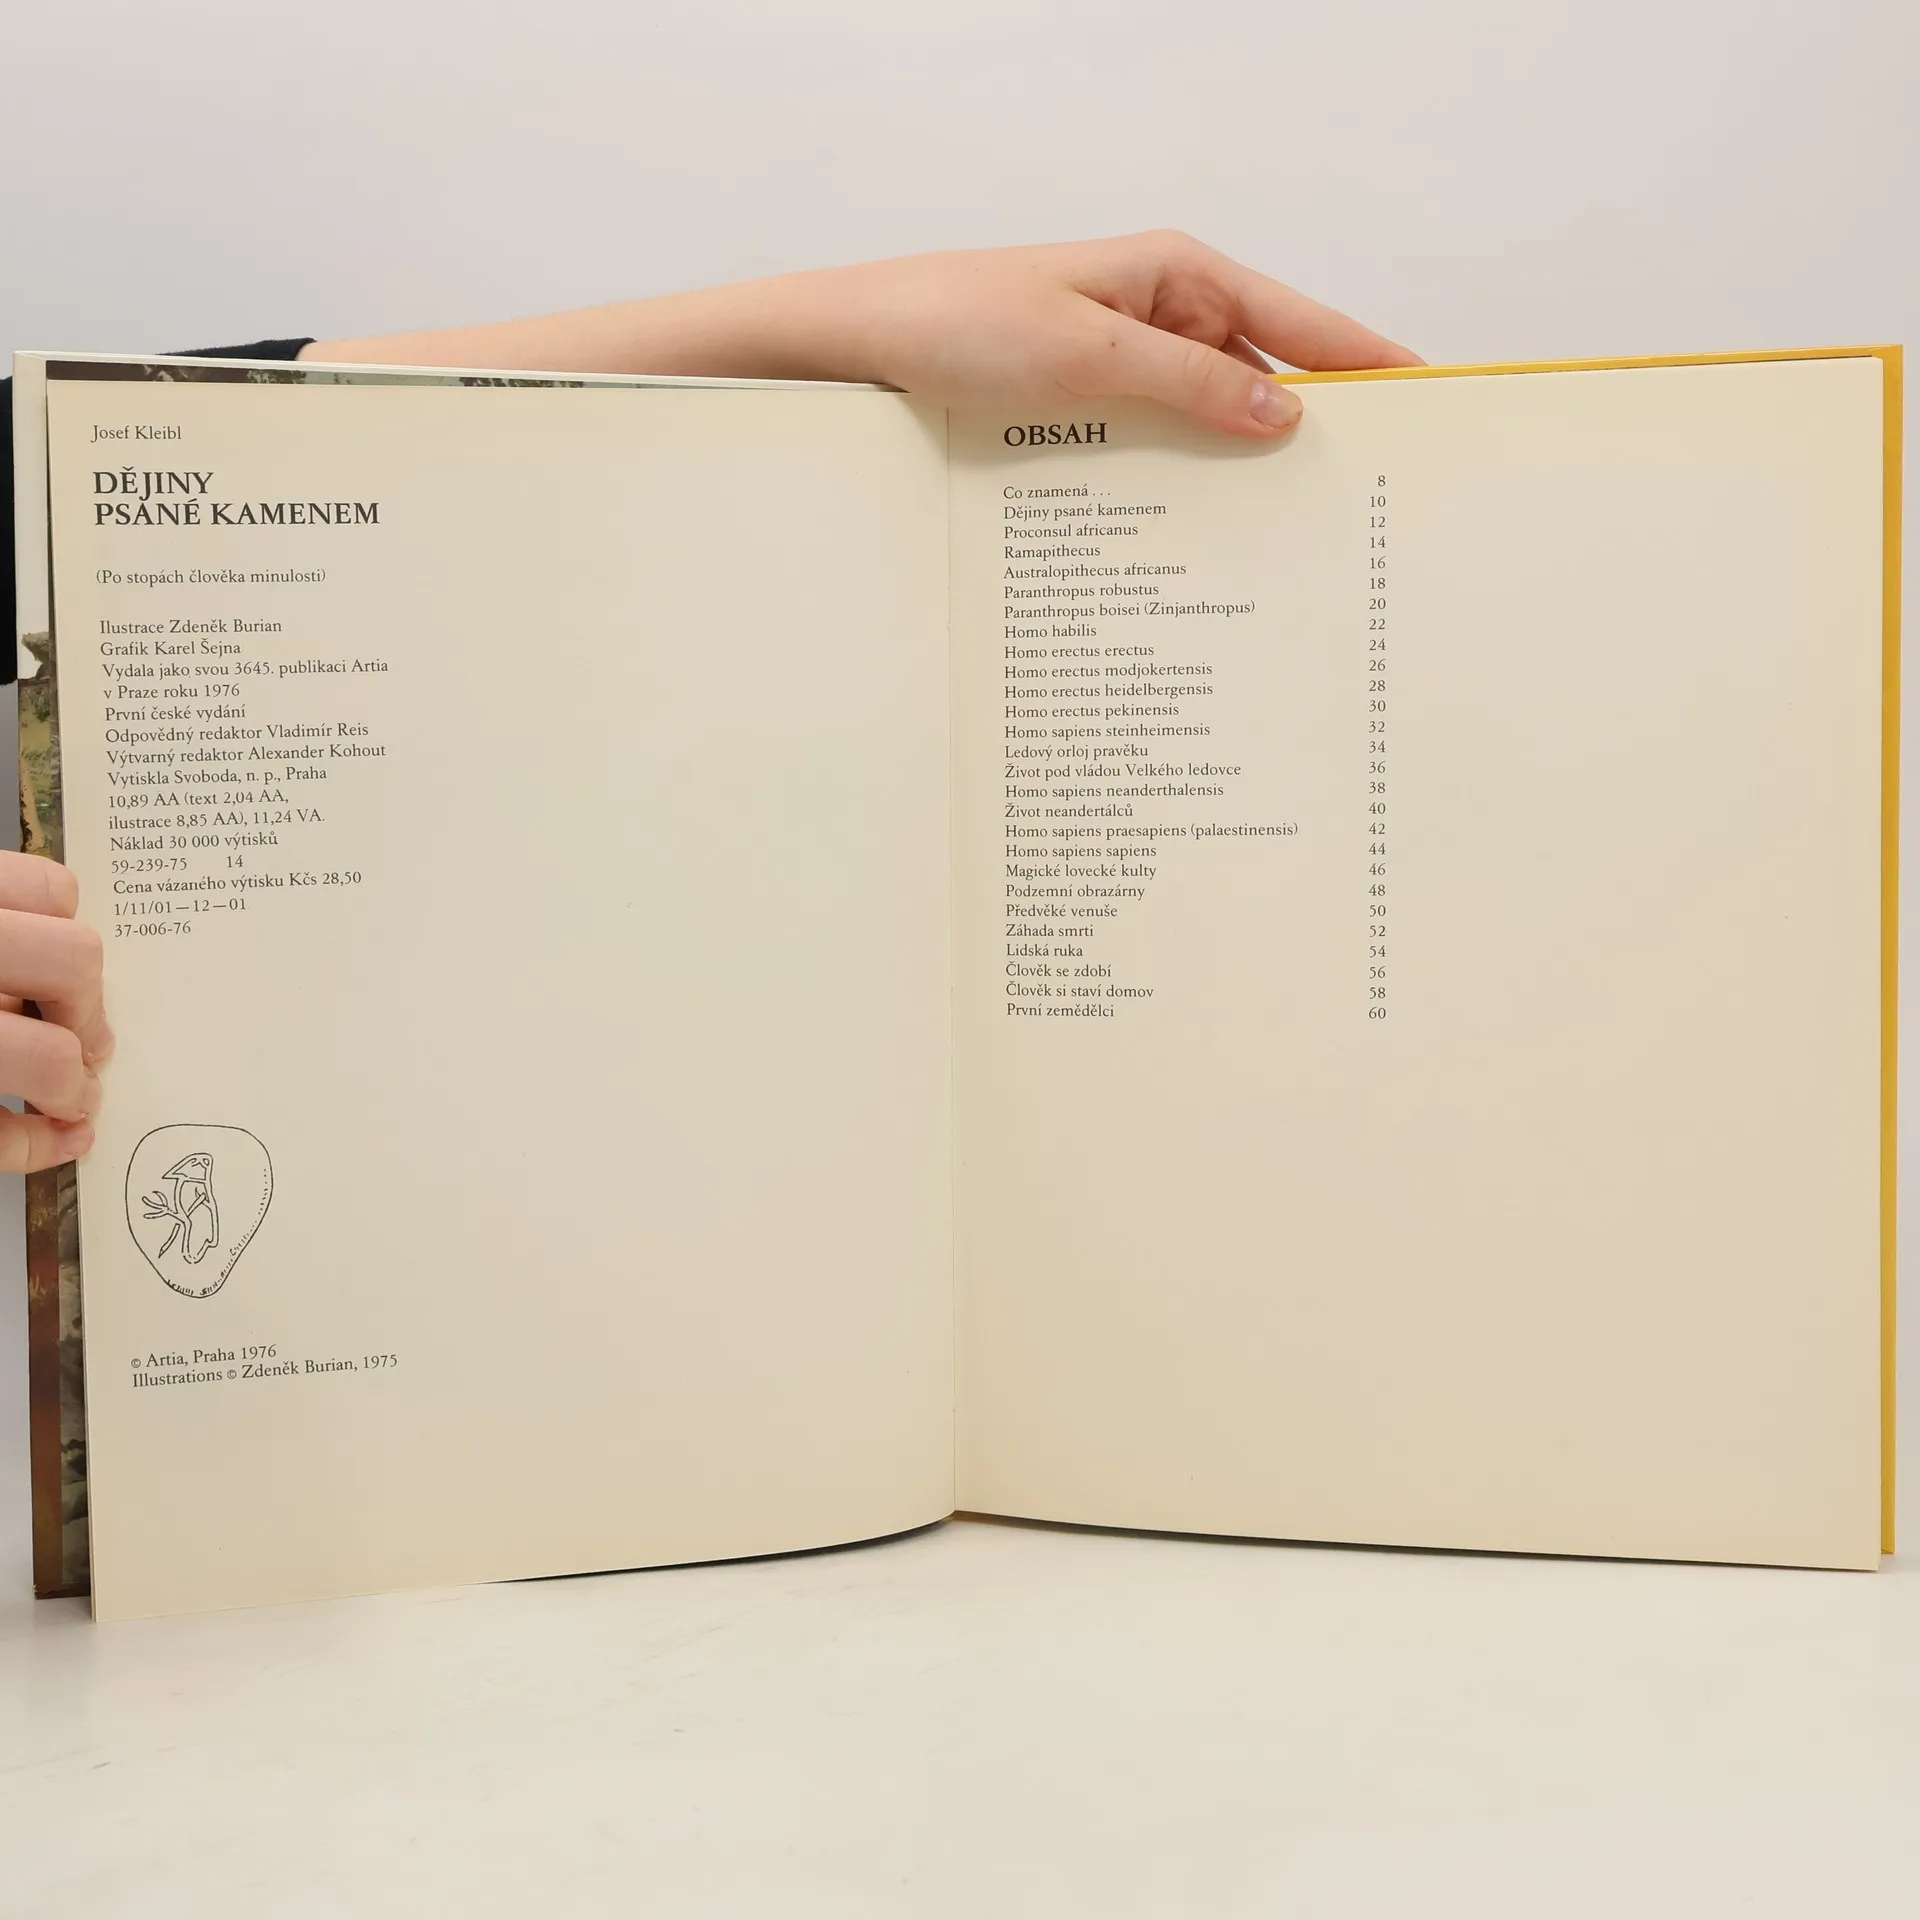 Josef Kleibl
DĚJINY
PSANÉ KAMENEM
(Po stopách člověka minulosti)
Ilustrace Zdeněk Burian
Grafik Karel Šejna
Vydala jako svou 3645. publikaci Artia
v Praze roku 1976
První české vydání
Odpovědný redaktor Vladimír Reis
Výtvarný redaktor Alexander Kohout
Vytiskla Svoboda, n. p., Praha
10,89 AA (text 2,04 AA,
ilustrace 8,85 AA), 11,24 VA.
Náklad 30 000 výtisků
59-239-75 14
Cena vázaného výtisku Kčs 28,50
1/11/01—12—01
37-006-76
© Artia, Praha 1976
Illustrations © Zdeněk Burian, 1975
OBSAH
Co znamená . . . 8
Dějiny psané kamenem 10
Proconsul africanus 12
Ramapithecus 14
Australopithecus africanus 16
Paranthropus robustus 18
Paranthropus boisei (Zinjanthropus) 20
Homo habilis 22
Homo erectus erectus 24
Homo erectus modjokertensis 26
Homo erectus heidelbergensis 28
Homo erectus pekinensis 30
Homo sapiens steinheimensis 32
Ledový orloj pravěku 34
Život pod vládou Velkého ledovce 36
Homo sapiens neanderthalensis 38
Život neandertálců 40
Homo sapiens praesapiens (palaestinensis) 42
Homo sapiens sapiens 44
Magické lovecké kulty 46
Podzemní obrazárny 48
Předvěké venuše 50
Záhada smrti 52
Lidská ruka 54
Člověk se zdobí 56
Člověk si staví domov 58
První zemědělci 60